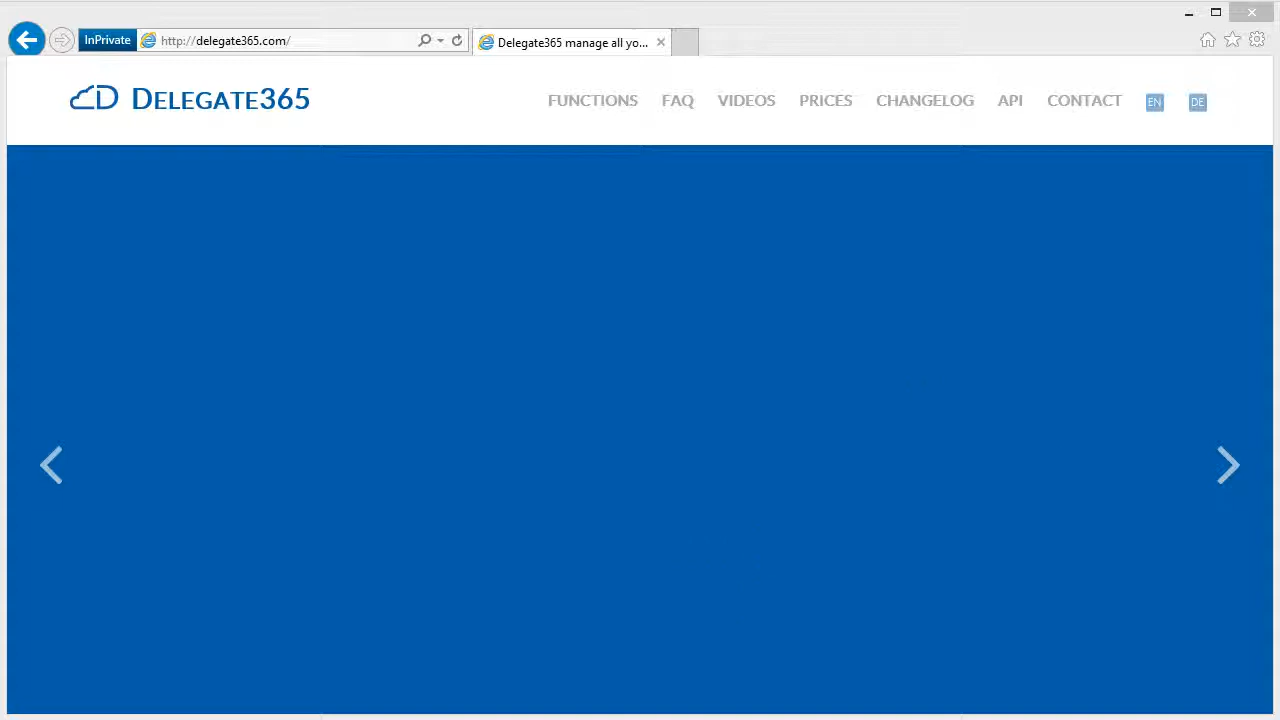 InPrivate http://delegate365.com/ Delegate365 manage all yo...
DELEGATE365 FUNCTIONS FAQ VIDEOS PRICES CHANGELOG API CONTACT EN DE